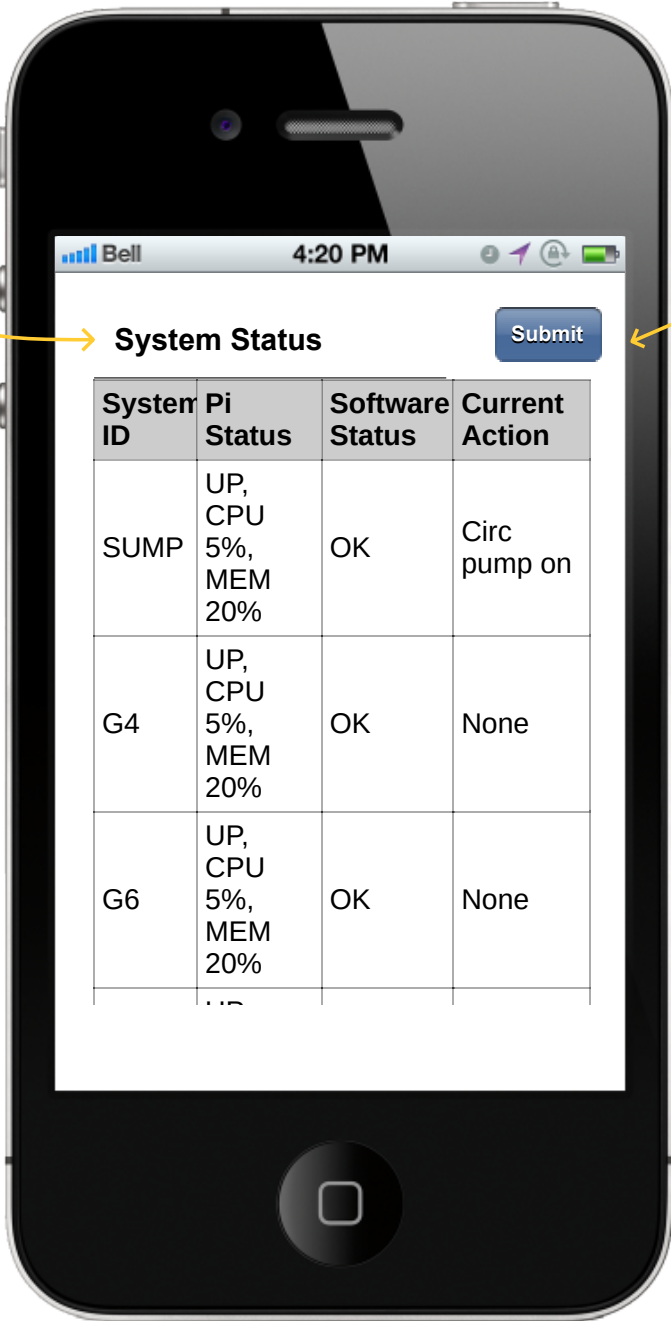 Bell 4:20 PM
System Status Submit
System ID Pi Status Software Status Current Action
SUMP UP, CPU 5%, MEM 20% OK Circ pump on
G4 UP, CPU 5%, MEM 20% OK None
G6 UP, CPU 5%, MEM 20% OK None